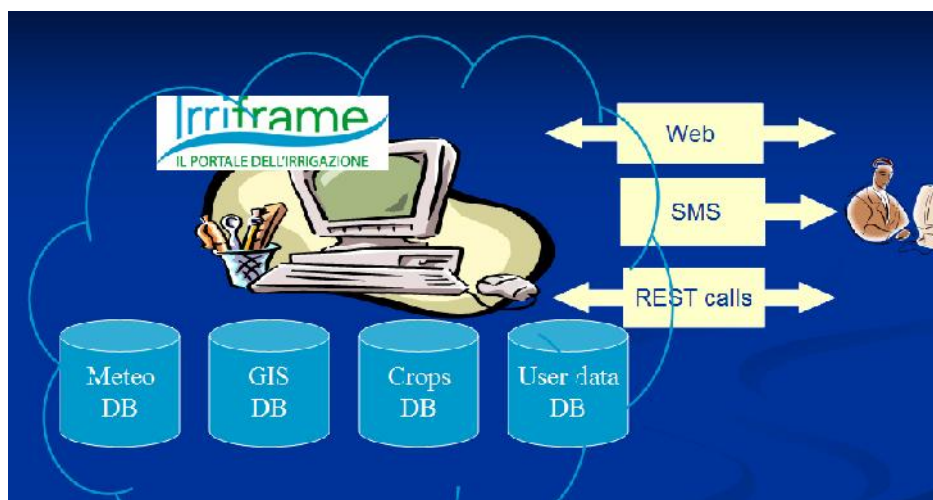 Irriframe
IL PORTALE DELL'IRRIGAZIONE
Web
SMS
REST calls
Meteo
DB
GIS
DB
Crops
DB
User data
DB